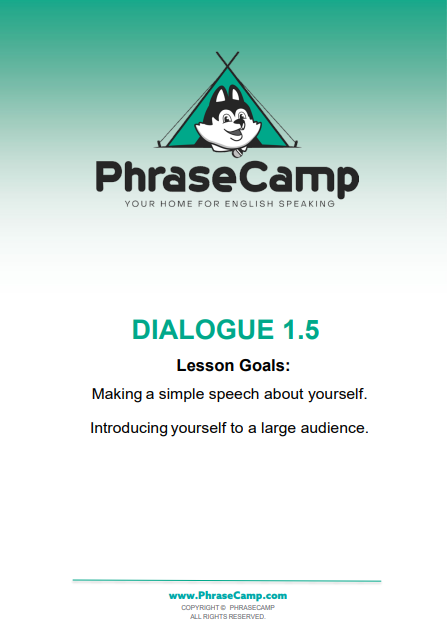 PhraseCamp
YOUR HOME FOR ENGLISH SPEAKING
DIALOGUE 1.5
Lesson Goals:
Making a simple speech about yourself.
Introducing yourself to a large audience.
www.PhraseCamp.com
COPYRIGHT © PHRASECAMP
ALL RIGHTS RESERVED.